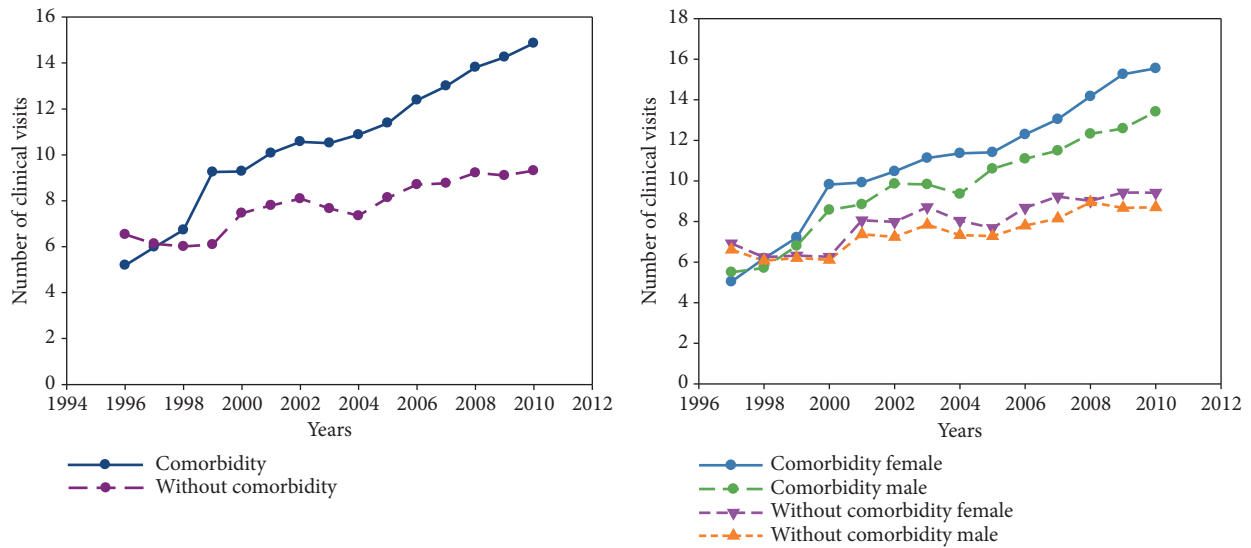 Number of clinical visits
16
14
12
10
8
6
4
2
0
1994 1996 1998 2000 2002 2004 2006 2008 2010 2012
Years
Comorbidity
Without comorbidity
Number of clinical visits
18
16
14
12
10
8
6
4
2
0
1996 1998 2000 2002 2004 2006 2008 2010 2012
Years
Comorbidity female
Comorbidity male
Without comorbidity female
Without comorbidity male